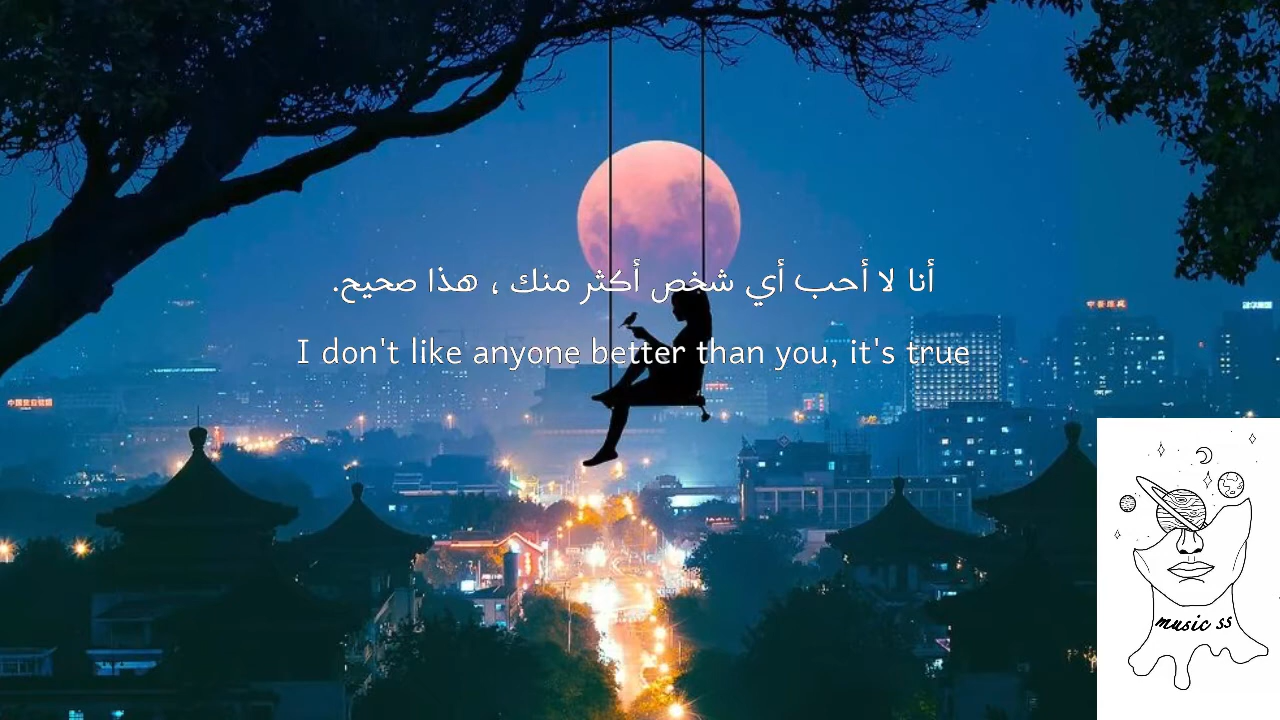 أنا لا أحب أي شخص أكثر منك ، هذا صحيح.
I don't like anyone better than you, it's true
music ss